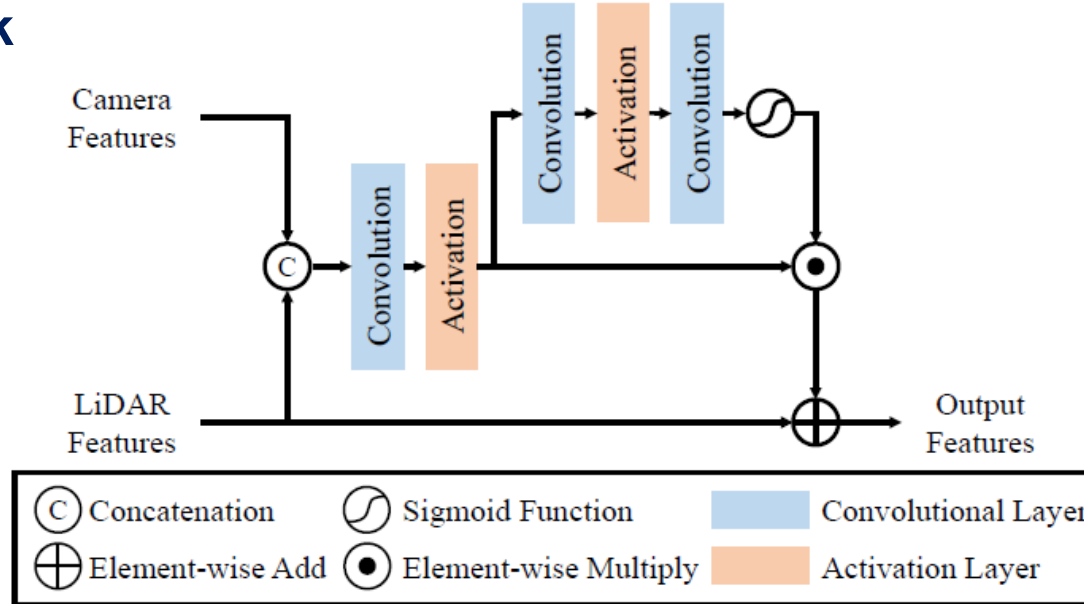 k
Camera
Features
Convolution
Activation
Convolution
C
Convolution
Activation
LiDAR
Features
Output
Features
C Concatenation
Sigmoid Function
Convolutional Layer
Element-wise Add
Element-wise Multiply
Activation Layer